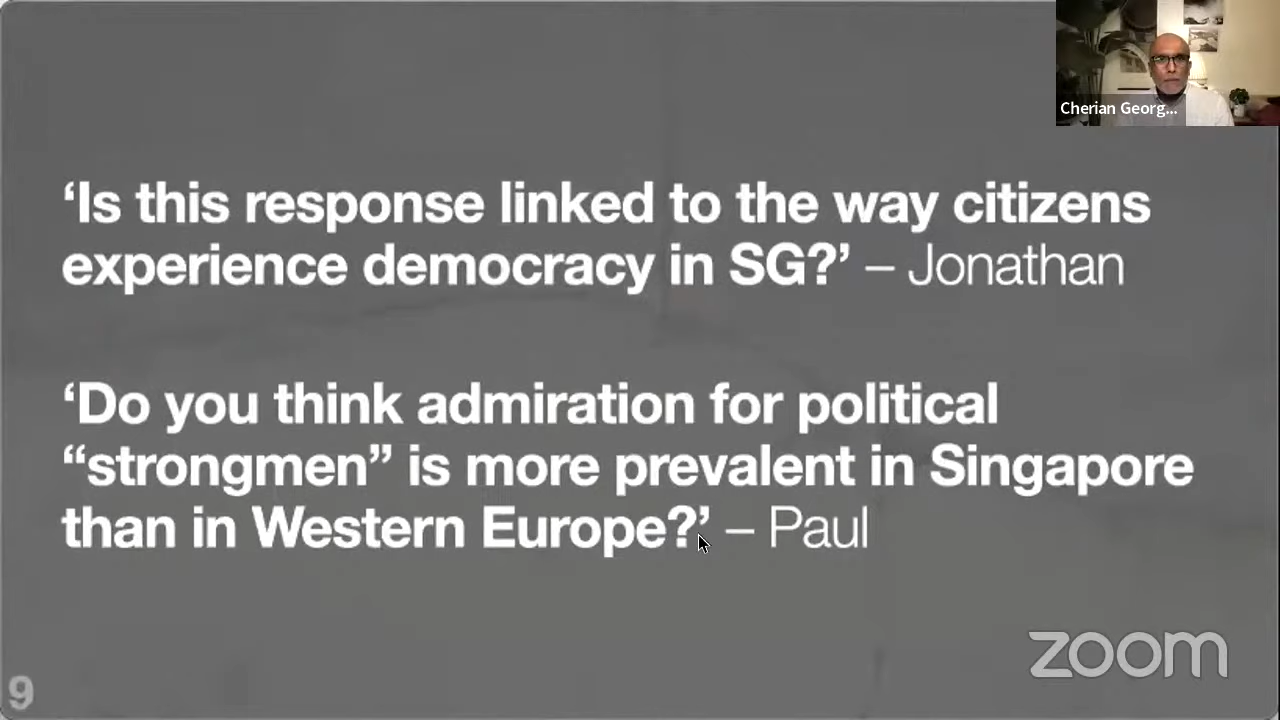 Cherian Georg...
‘Is this response linked to the way citizens
experience democracy in SG?’ – Jonathan
‘Do you think admiration for political
“strongmen” is more prevalent in Singapore
than in Western Europe?’ – Paul
zoom
9